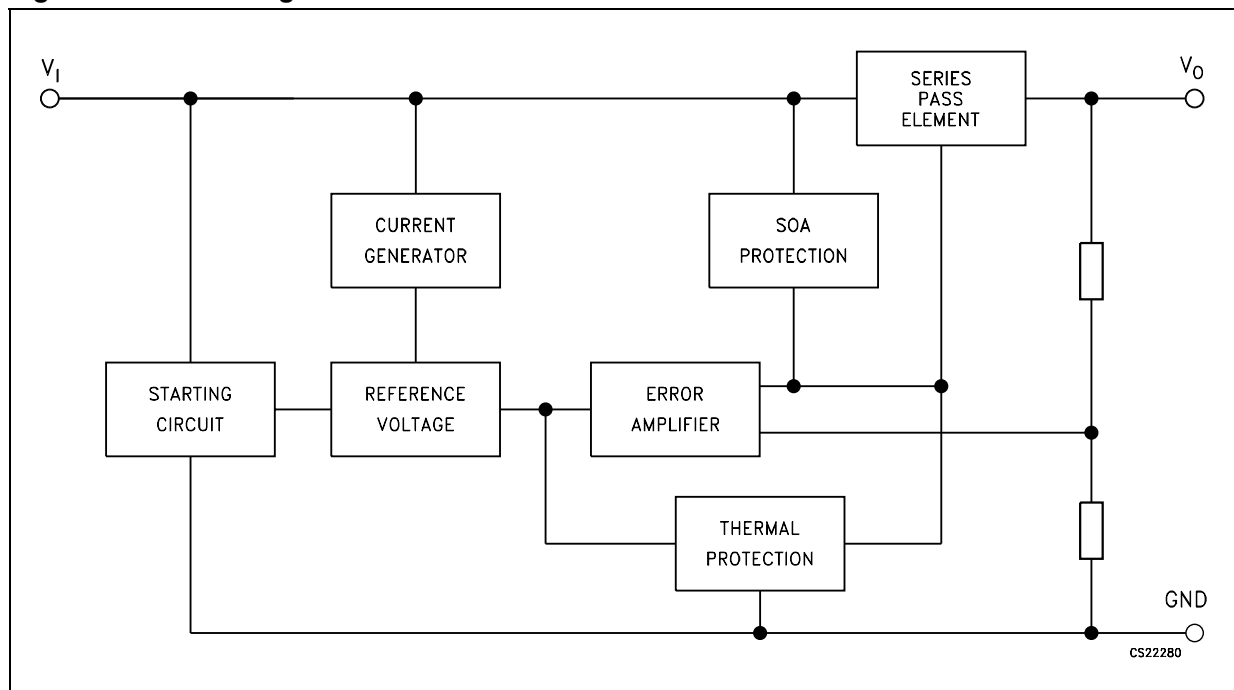 V_I
V_O
SERIES
PASS
ELEMENT
CURRENT
GENERATOR
SOA
PROTECTION
STARTING
CIRCUIT
REFERENCE
VOLTAGE
ERROR
AMPLIFIER
THERMAL
PROTECTION
GND
CS22280